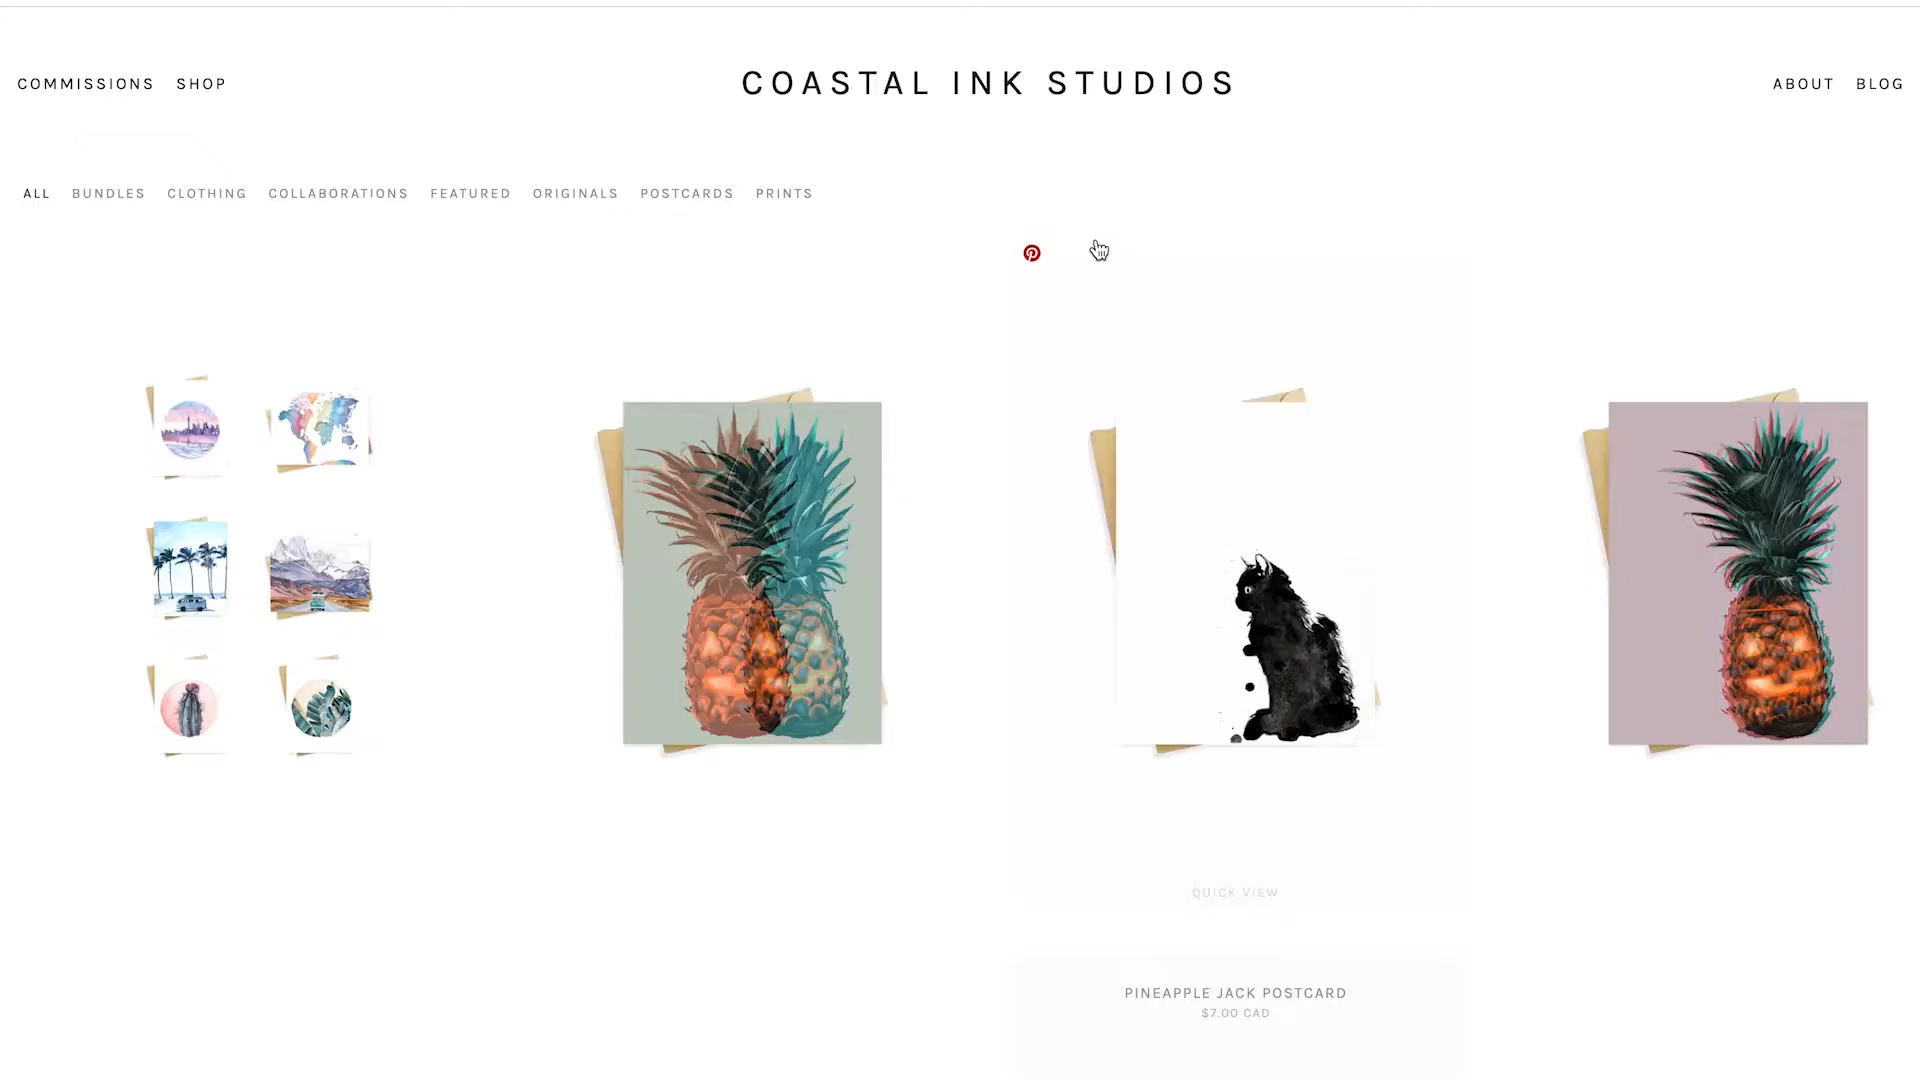 COMMISSIONS SHOP
COASTAL INK STUDIOS
ABOUT BLOG
ALL BUNDLES CLOTHING COLLABORATIONS FEATURED ORIGINALS POSTCARDS PRINTS
QUICK VIEW
PINEAPPLE JACK POSTCARD
$7.00 CAD